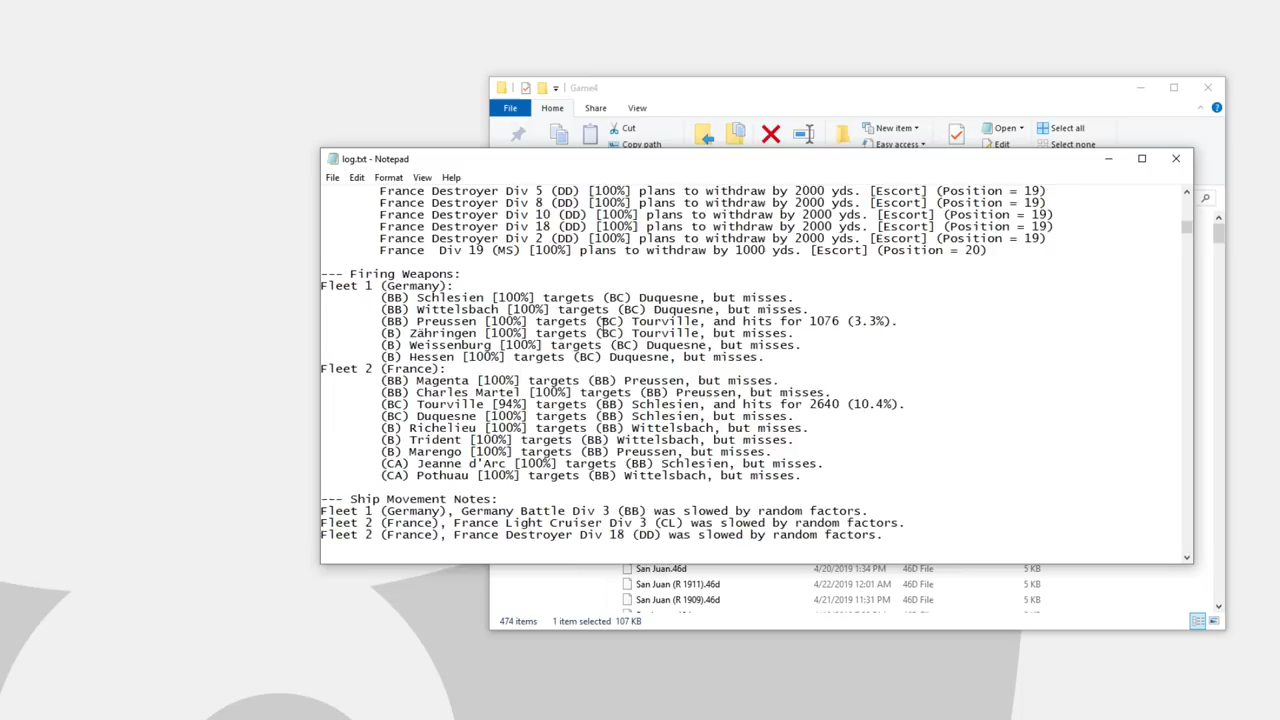 Game4
File Home Share View
Cut
Copy path
New item
Easy access
Open
Edit
Select all
Select none
log.txt - Notepad
File Edit Format View Help
France Destroyer Div 5 (DD) [100%] plans to withdraw by 2000 yds. [Escort] (Position = 19)
France Destroyer Div 8 (DD) [100%] plans to withdraw by 2000 yds. [Escort] (Position = 19)
France Destroyer Div 10 (DD) [100%] plans to withdraw by 2000 yds. [Escort] (Position = 19)
France Destroyer Div 18 (DD) [100%] plans to withdraw by 2000 yds. [Escort] (Position = 19)
France Destroyer Div 2 (DD) [100%] plans to withdraw by 2000 yds. [Escort] (Position = 19)
France  Div 19 (MS) [100%] plans to withdraw by 1000 yds. [Escort] (Position = 20)
--- Firing Weapons:
Fleet 1 (Germany):
(BB) Schlesien [100%] targets (BC) Duquesne, but misses.
(BB) Wittelsbach [100%] targets (BC) Duquesne, but misses.
(BB) Preussen [100%] targets (BC) Tourville, and hits for 1076 (3.3%).
(B) Zähringen [100%] targets (BC) Tourville, but misses.
(B) Weissenburg [100%] targets (BC) Duquesne, but misses.
(B) Hessen [100%] targets (BC) Duquesne, but misses.
Fleet 2 (France):
(BB) Magenta [100%] targets (BB) Preussen, but misses.
(BB) Charles Martel [100%] targets (BB) Preussen, but misses.
(BC) Tourville [94%] targets (BB) Schlesien, and hits for 2640 (10.4%).
(BC) Duquesne [100%] targets (BB) Schlesien, but misses.
(B) Richelieu [100%] targets (BB) Wittelsbach, but misses.
(B) Trident [100%] targets (BB) Wittelsbach, but misses.
(B) Marengo [100%] targets (BB) Preussen, but misses.
(CA) Jeanne d'Arc [100%] targets (BB) Schlesien, but misses.
(CA) Pothuau [100%] targets (BB) Wittelsbach, but misses.
--- Ship Movement Notes:
Fleet 1 (Germany), Germany Battle Div 3 (BB) was slowed by random factors.
Fleet 2 (France), France Light Cruiser Div 3 (CL) was slowed by random factors.
Fleet 2 (France), France Destroyer Div 18 (DD) was slowed by random factors.
San Juan.46d 4/20/2019 1:34 PM 46D File 5 KB
San Juan (R 1911).46d 4/22/2019 12:01 AM 46D File 5 KB
San Juan (R 1909).46d 4/21/2019 11:31 PM 46D File 5 KB
474 items 1 item selected 107 KB